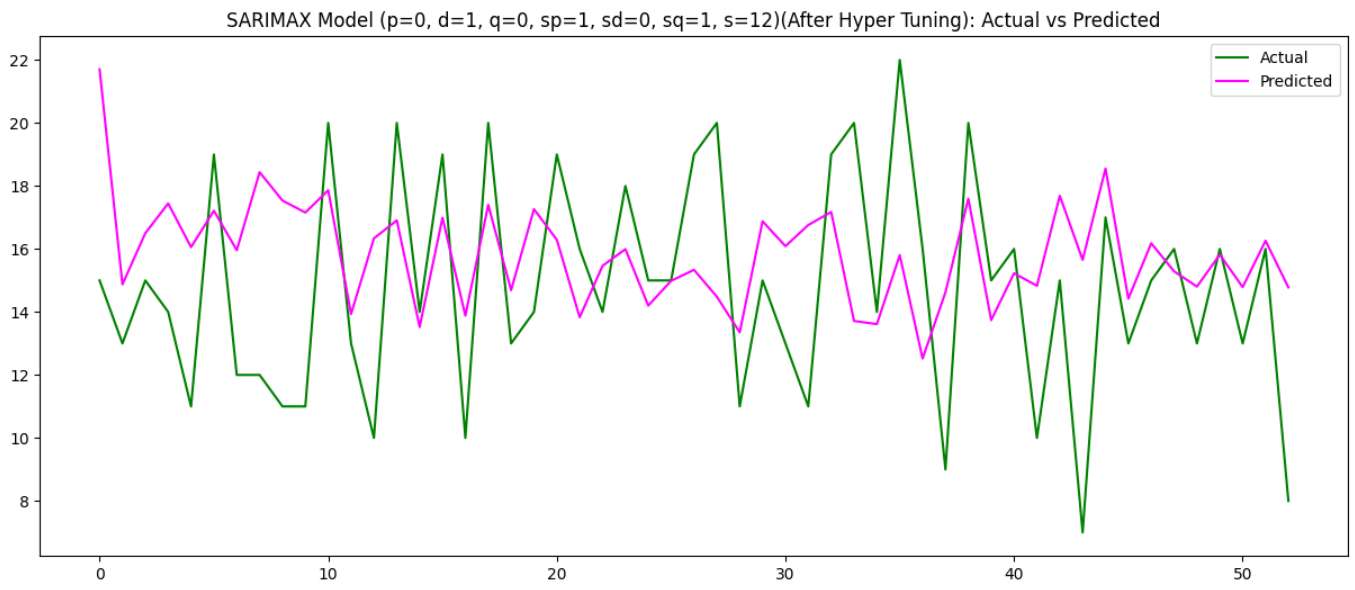 SARIMAX Model (p=0, d=1, q=0, sp=1, sd=0, sq=1, s=12)(After Hyper Tuning): Actual vs Predicted
Actual
Predicted
22
20
18
16
14
12
10
8
0 10 20 30 40 50